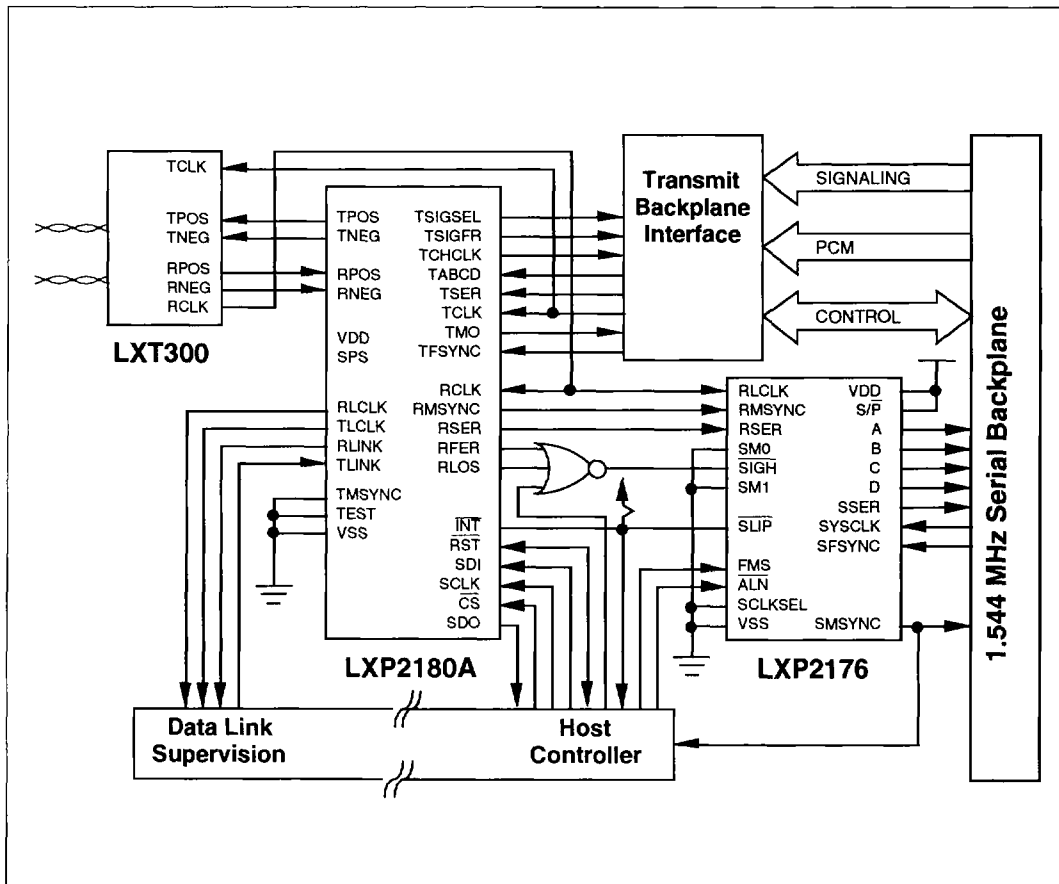 TCLK
TPOS
TNEG
RPOS
RNEG
RCLK
LXT300
TPOS
TNEG
RPOS
RNEG
VDD
SPS
RLCLK
TLCLK
RLINK
TLINK
TMSYNC
TEST
VSS
TSIGSEL
TSIGFR
TCHCLK
TABCD
TSER
TCLK
TMO
TFSYNC
RCLK
RMSYNC
RSER
RFER
RLOS
INT
RST
SDI
SCLK
CS
SDO
LXP2180A
Transmit
Backplane
Interface
SIGNALING
PCM
CONTROL
RLCLK
RMSYNC
RSER
SM0
SIGH
SM1
SLIP
FMS
ALN
SCLKSEL
VSS
VDD
S/P
A
B
C
D
SSER
SYSCLK
SFSYNC
SMSYNC
LXP2176
1.544 MHz Serial Backplane
Data Link
Supervision
Host
Controller